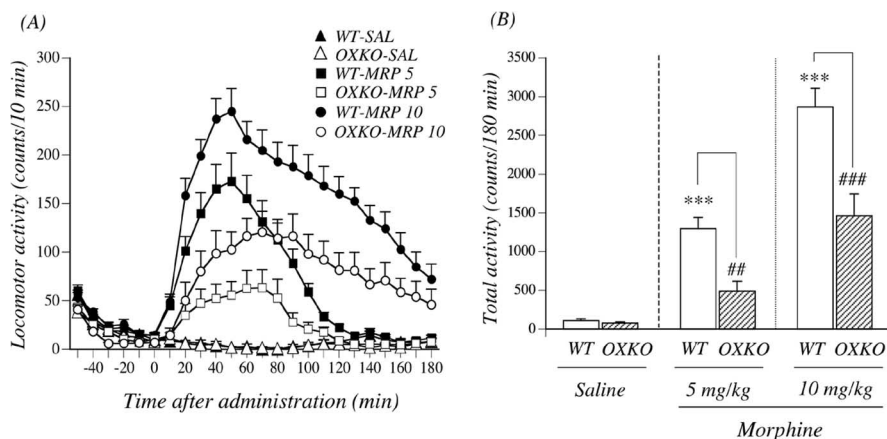 (A)
WT-SAL
OXKO-SAL
WT-MRP 5
OXKO-MRP 5
WT-MRP 10
OXKO-MRP 10
Locomotor activity (counts/10 min)
300
250
200
150
100
50
0
-40 -20 0 20 40 60 80 100 120 140 160 180
Time after administration (min)
(B)
Total activity (counts/180 min)
3500
3000
2500
2000
1500
1000
500
0
***
##
***
###
WT OXKO WT OXKO WT OXKO
Saline 5 mg/kg 10 mg/kg
Morphine